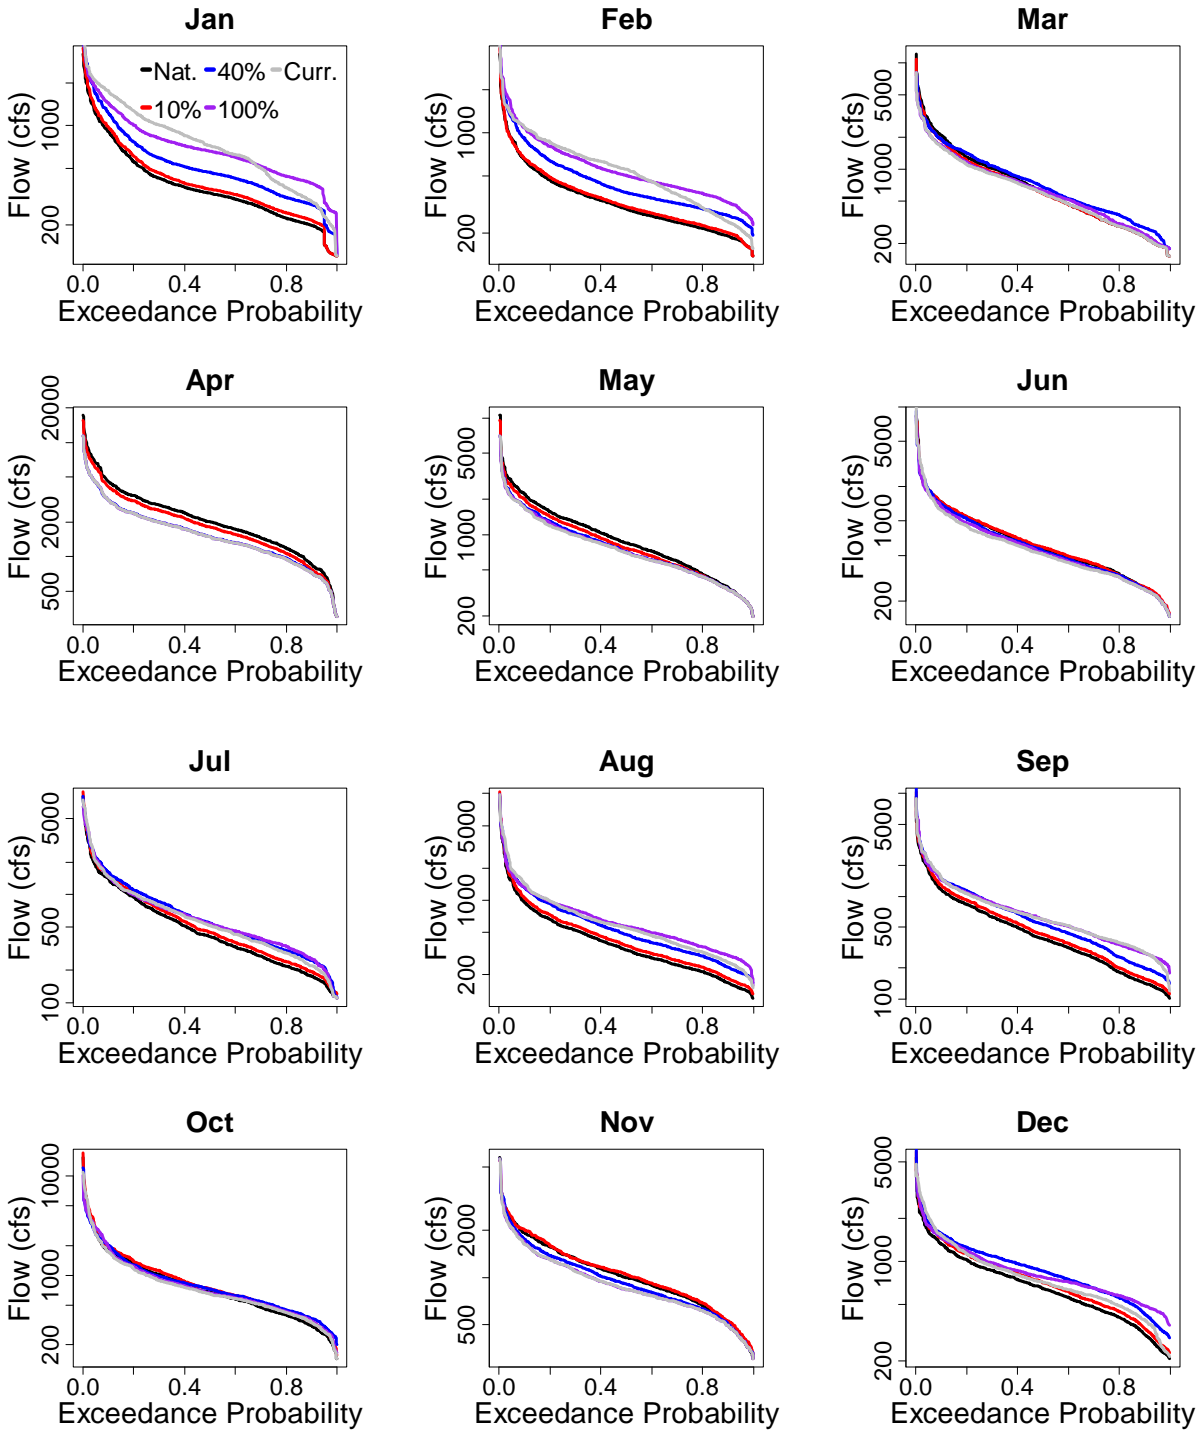 Jan
Feb
Mar
Flow (cfs)
200
1000
Nat.
40%
Curr.
10%
100%
0.0
0.4
0.8
Exceedance Probability
Flow (cfs)
200
1000
0.0
0.4
0.8
Exceedance Probability
Flow (cfs)
200
1000
5000
0.0
0.4
0.8
Exceedance Probability
Apr
May
Jun
Flow (cfs)
500
2000
20000
0.0
0.4
0.8
Exceedance Probability
Flow (cfs)
200
1000
5000
0.0
0.4
0.8
Exceedance Probability
Flow (cfs)
200
1000
5000
0.0
0.4
0.8
Exceedance Probability
Jul
Aug
Sep
Flow (cfs)
100
500
5000
0.0
0.4
0.8
Exceedance Probability
Flow (cfs)
200
1000
5000
0.0
0.4
0.8
Exceedance Probability
Flow (cfs)
100
500
5000
0.0
0.4
0.8
Exceedance Probability
Oct
Nov
Dec
Flow (cfs)
200
1000
10000
0.0
0.4
0.8
Exceedance Probability
Flow (cfs)
500
2000
0.0
0.4
0.8
Exceedance Probability
Flow (cfs)
200
1000
5000
0.0
0.4
0.8
Exceedance Probability